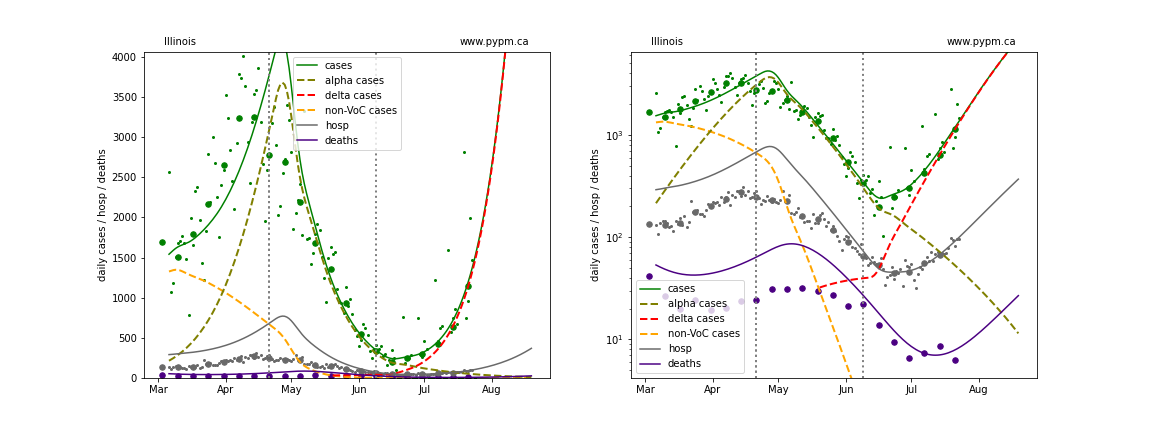 Illinois www.pypm.ca
4000
3500
3000
2500
2000
1500
1000
500
0
daily cases / hosp / deaths
cases
alpha cases
delta cases
non-VoC cases
hosp
deaths
Mar Apr May Jun Jul Aug
Illinois www.pypm.ca
10³
10²
10¹
daily cases / hosp / deaths
cases
alpha cases
delta cases
non-VoC cases
hosp
deaths
Mar Apr May Jun Jul Aug